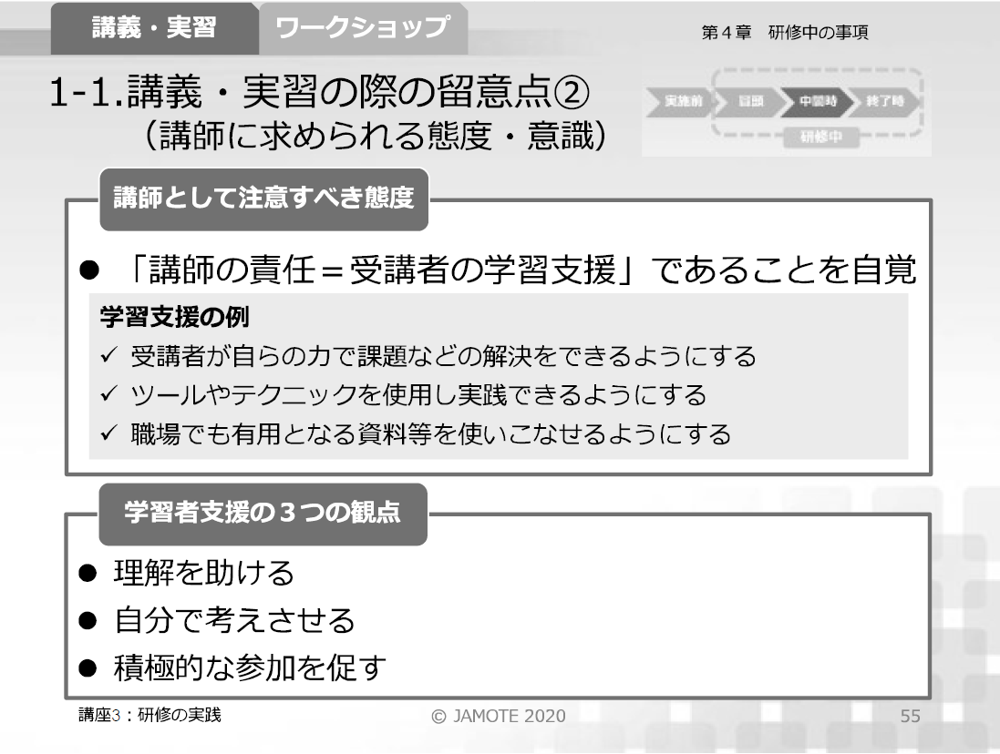 講義・実習
ワークショップ
第４章　研修中の事項
1-1.講義・実習の際の留意点②
（講師に求められる態度・意識）
実施前
冒頭
中間時
終了時
研修中
講師として注意すべき態度
● 「講師の責任＝受講者の学習支援」であることを自覚
学習支援の例
✓ 受講者が自らの力で課題などの解決をできるようにする
✓ ツールやテクニックを使用し実践できるようにする
✓ 職場でも有用となる資料等を使いこなせるようにする
学習者支援の３つの観点
● 理解を助ける
● 自分で考えさせる
● 積極的な参加を促す
講座3：研修の実践
© JAMOTE 2020
55